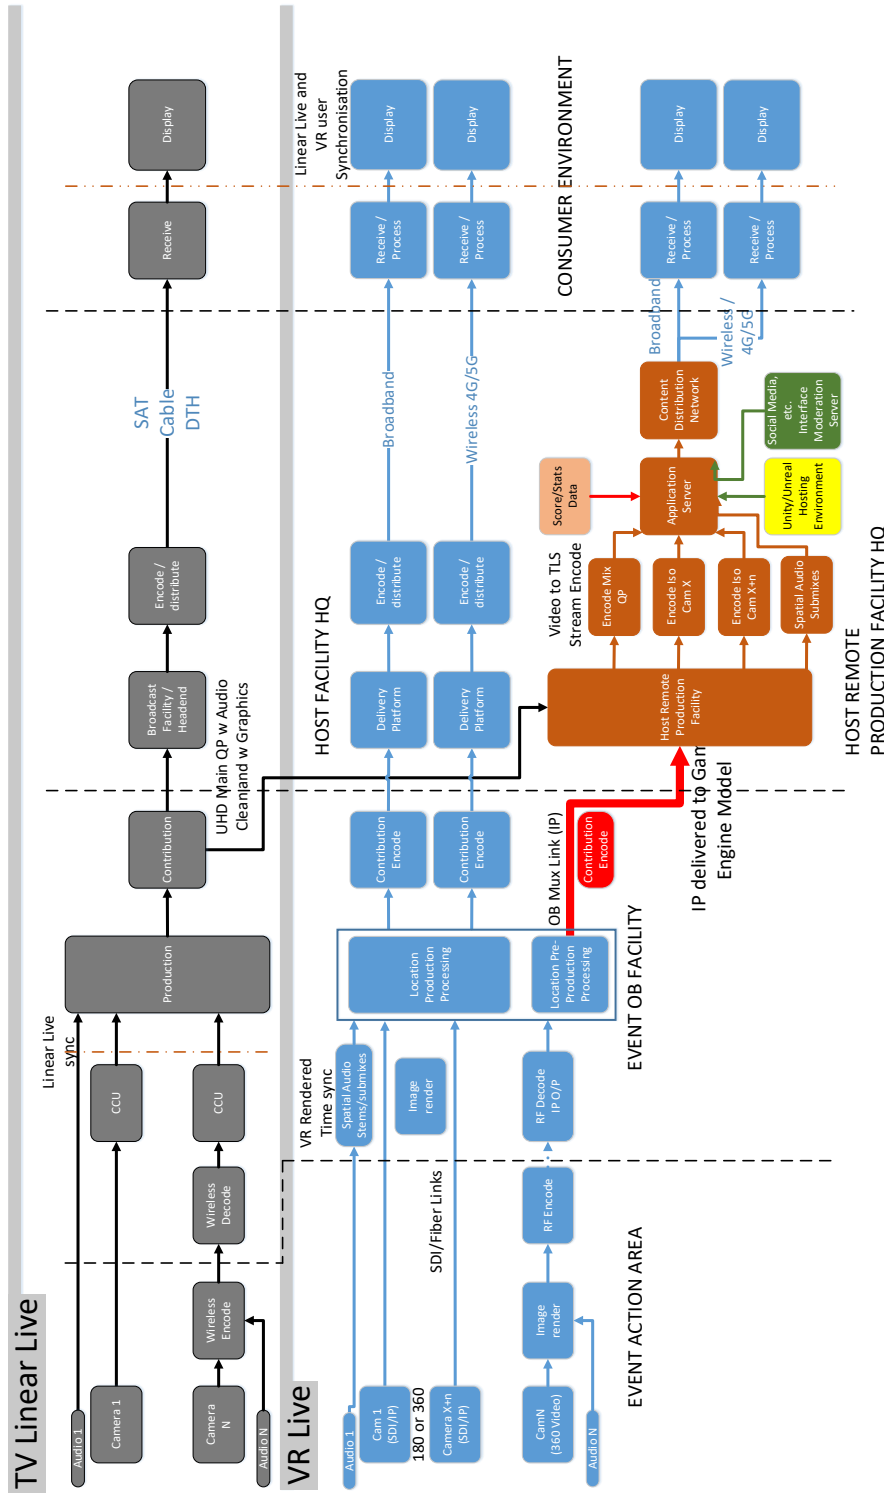 TV Linear Live
Audio 1
Camera 1
Camera
N
Audio N
Wireless
Encode
Wireless
Decode
CCU
CCU
Linear Live
sync
Production
Contribution
UHD Main QP w Audio
Cleanland w Graphics
Broadcast
Facility /
Headend
Encode /
distribute
SAT
Cable
DTH
Receive
Display
VR Live
Audio 1
Cam 1
(SDI/IP)
180 or 360
Camera X+n
(SDI/IP)
CamN
(360 Video)
Audio N
Image
render
RF Encode
SDI/Fiber Links
VR Rendered
Time sync
Spatial Audio
Stems/submixes
Image
render
RF Decode
IP O/P
EVENT ACTION AREA
Location
Production
Processing
Location Pre-
Production
Processing
EVENT OB FACILITY
Contribution
Encode
Contribution
Encode
OB Mux Link (IP)
Contribution
Encode
IP delivered to Gam
Engine Model
HOST FACILITY HQ
Delivery
Platform
Delivery
Platform
Encode /
distribute
Encode /
distribute
Broadband
Wireless 4G/5G
Host Remote
Production
Facility
HOST REMOTE
PRODUCTION FACILITY HQ
Video to TLS
Stream Encode
Encode Mix
QP
Encode Iso
Cam X
Encode Iso
Cam X+n
Spatial Audio
Submixes
Score/Stats
Data
Application
Server
Unity/Unreal
Hosting
Environment
Content
Distribution
Network
Social Media,
etc.
Interface
Moderation
Server
Broadband
Wireless /
4G/5G
Linear Live and
VR user
Synchronisation
Receive /
Process
Display
Receive /
Process
Display
CONSUMER ENVIRONMENT
Receive /
Process
Display
Receive /
Process
Display